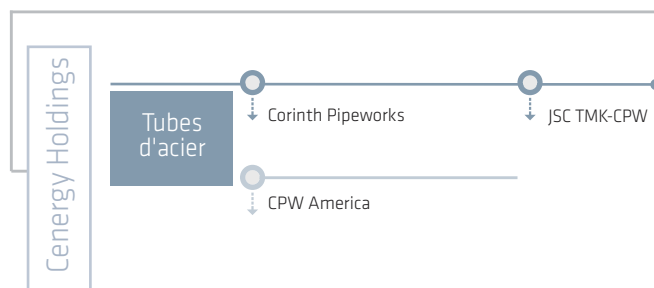 Cenergy Holdings
Tubes
d'acier
Corinth Pipeworks
JSC TMK-CPW
CPW America